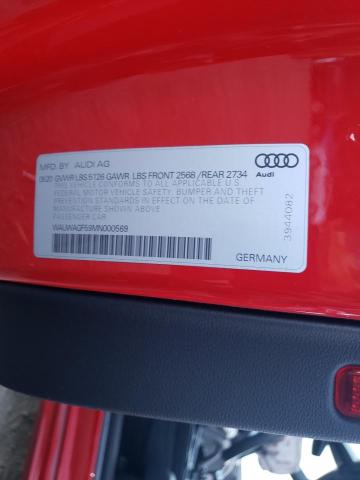 MFD. BY AUDI AG
06/20 GVWR LBS 5126 GAWR LBS FRONT 2568 /REAR 2734
THIS VEHICLE CONFORMS TO ALL APPLICABLE U.S.
FEDERAL MOTOR VEHICLE SAFETY, BUMPER AND THEFT
PREVENTION STANDARDS IN EFFECT ON THE DATE OF
MANUFACTURE SHOWN ABOVE
PASSENGER CAR
WAUWAGF59MN000569
Audi
3944082
GERMANY